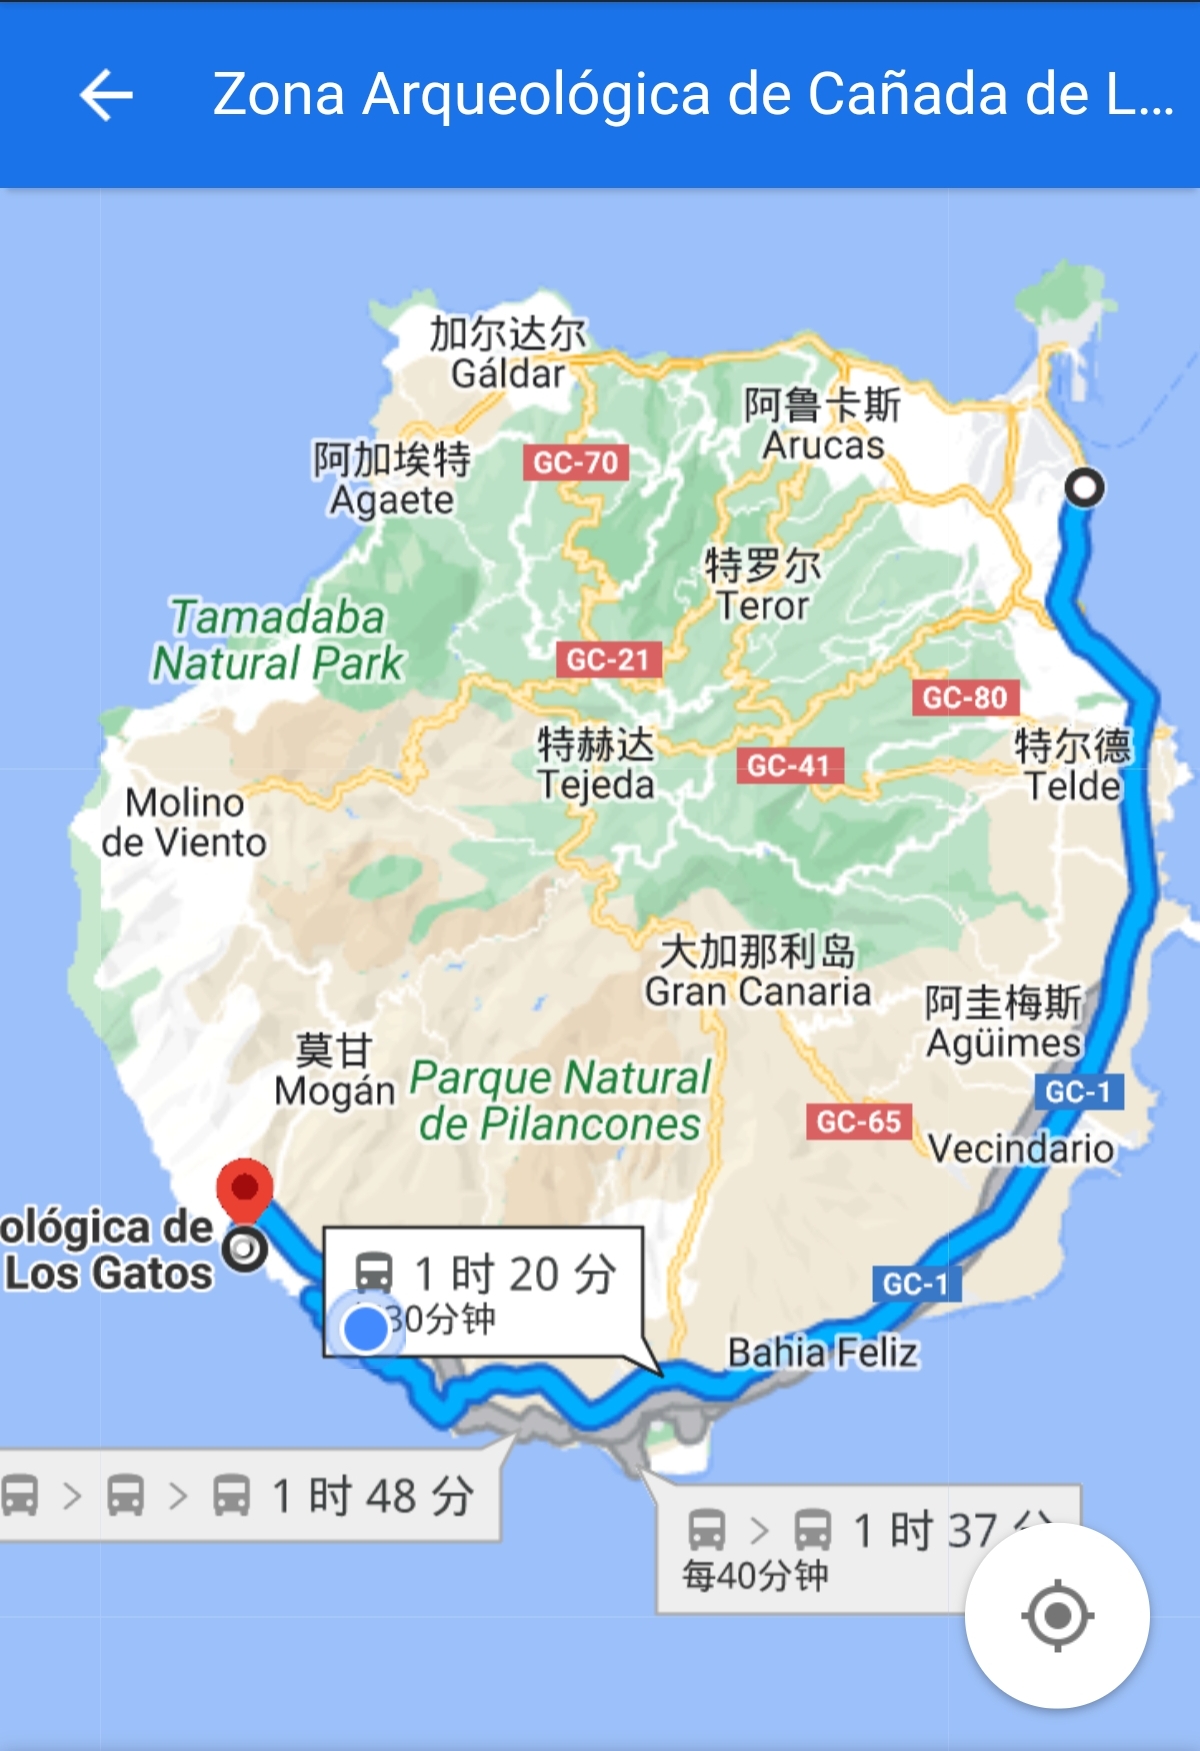 Zona Arqueológica de Cañada de L...
加尔达尔
Gáldar
阿鲁卡斯
Arucas
阿加埃特
Agaete
GC-70
特罗尔
Teror
Tamadaba
Natural Park
GC-21
GC-80
特赫达
Tejeda
GC-41
特尔德
Telde
Molino
de Viento
大加那利岛
Gran Canaria
阿圭梅斯
Agüimes
莫甘
Mogán
Parque Natural
de Pilancones
GC-1
GC-65
Vecindario
ológica de
Los Gatos
1 时 20 分
30分钟
GC-1
Bahia Feliz
> > 1 时 48 分
> 1 时 37 分
每40分钟